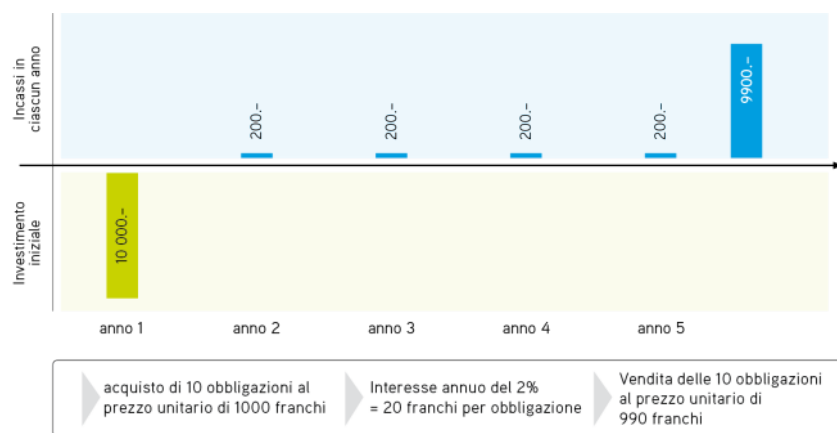 Incassi in
ciascun anno
200.–
200.–
200.–
200.–
9900.–
Investimento
iniziale
10 000.–
anno 1
anno 2
anno 3
anno 4
anno 5
acquisto di 10 obbligazioni al
prezzo unitario di 1000 franchi
Interesse annuo del 2%
= 20 franchi per obbligazione
Vendita delle 10 obbligazioni
al prezzo unitario di
990 franchi